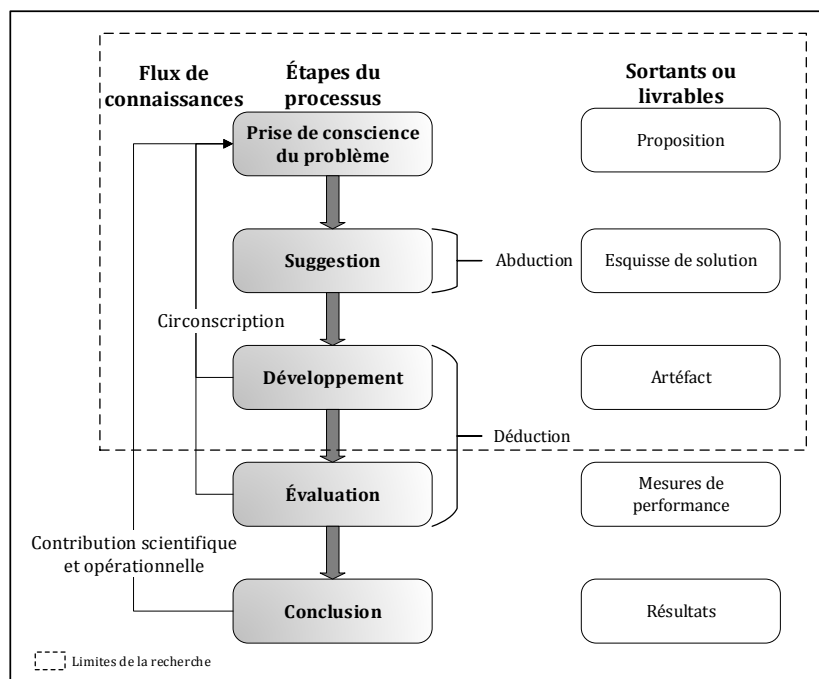 Flux de
connaissances
Étapes du
processus
Sortants ou
livrables
Prise de conscience
du problème
Proposition
Suggestion
Abduction
Esquisse de solution
Circonscription
Développement
Artéfact
Déduction
Évaluation
Mesures de
performance
Contribution scientifique
et opérationnelle
Conclusion
Résultats
Limites de la recherche